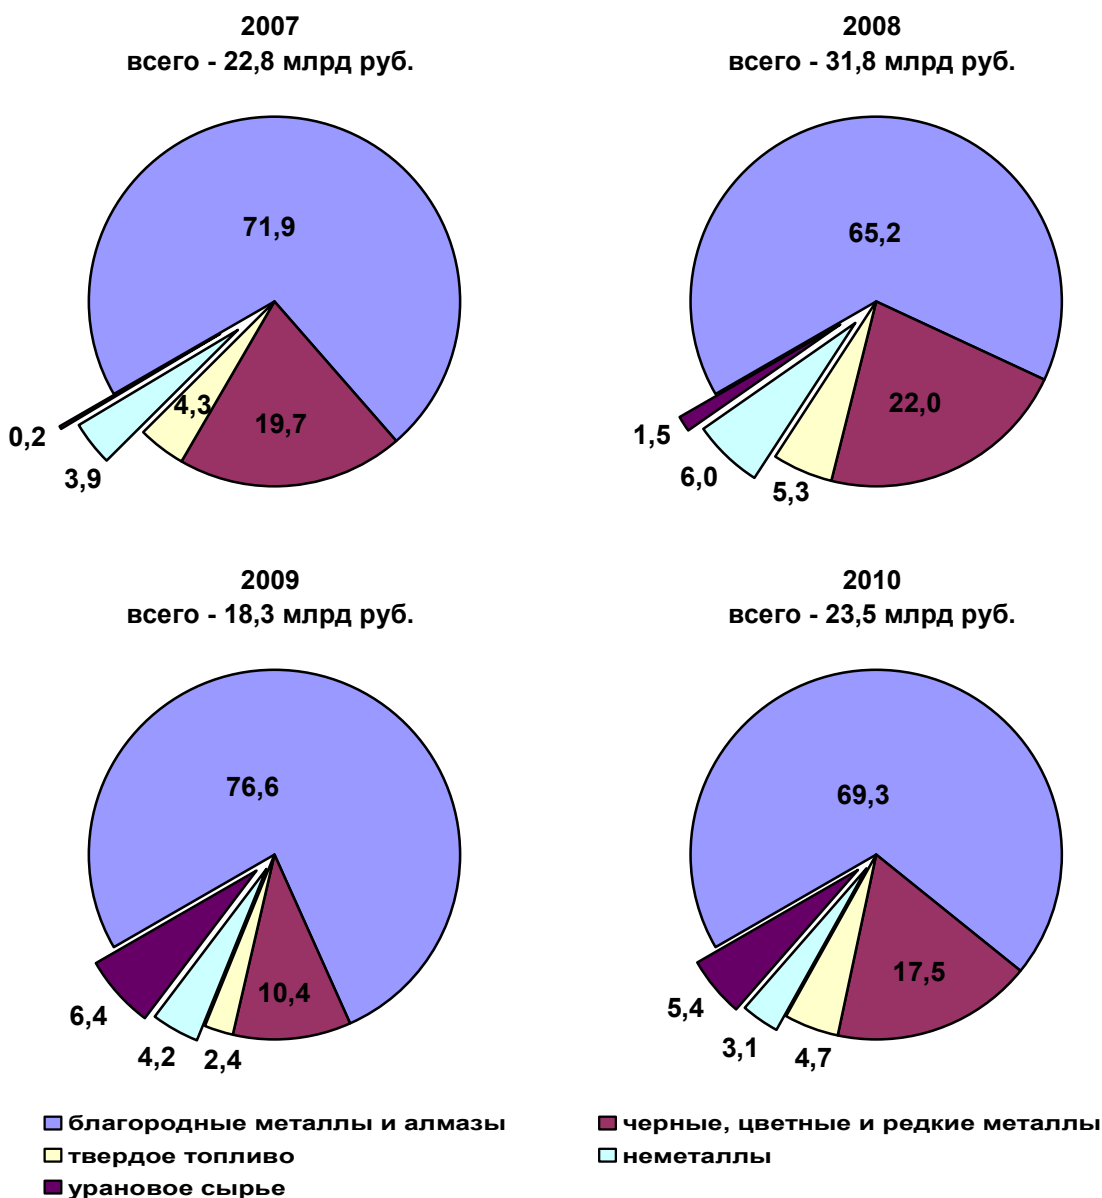 2007
всего - 22,8 млрд руб.
71,9
19,7
4,3
3,9
0,2
2008
всего - 31,8 млрд руб.
65,2
22,0
5,3
6,0
1,5
2009
всего - 18,3 млрд руб.
76,6
10,4
2,4
4,2
6,4
2010
всего - 23,5 млрд руб.
69,3
17,5
4,7
3,1
5,4
благородные металлы и алмазы
черные, цветные и редкие металлы
твердое топливо
неметаллы
урановое сырье